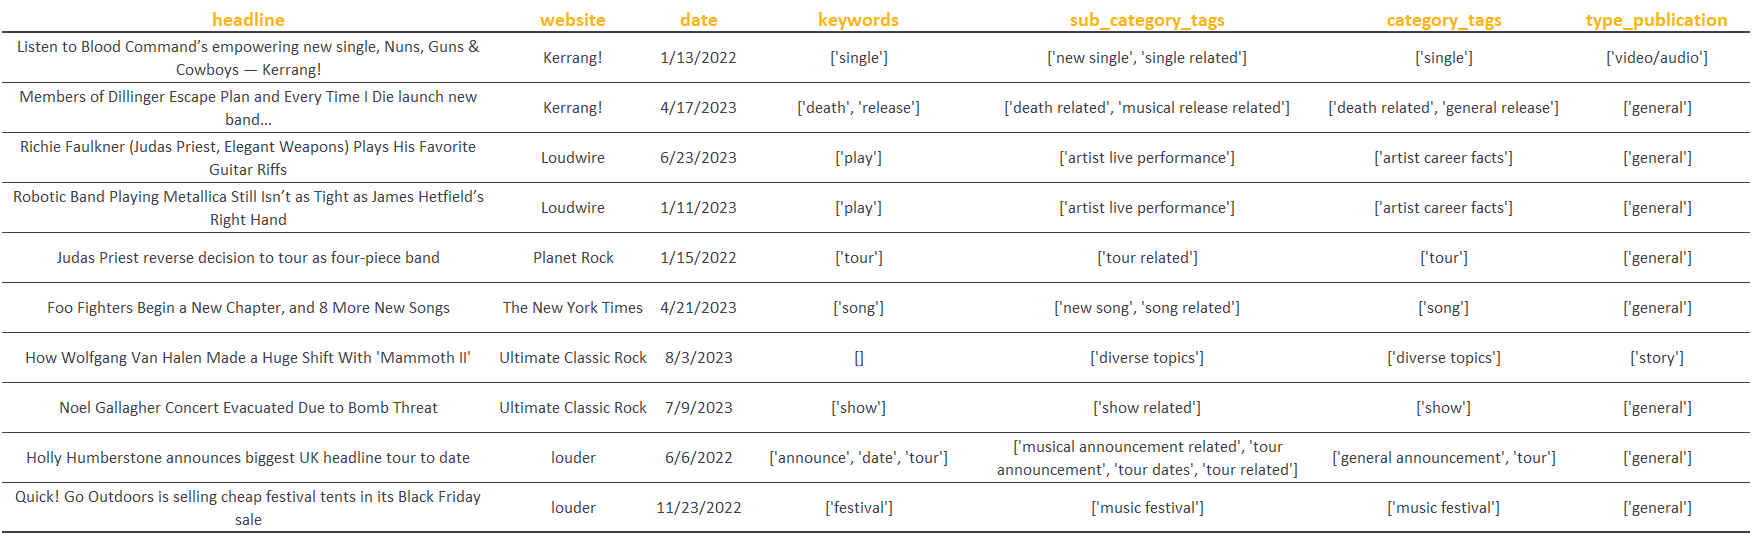 headline website date keywords sub_category_tags category_tags type_publication
Listen to Blood Command’s empowering new single, Nuns, Guns &
Cowboys — Kerrang! Kerrang! 1/13/2022 ['single'] ['new single', 'single related'] ['single'] ['video/audio']
Members of Dillinger Escape Plan and Every Time I Die launch new
band… Kerrang! 4/17/2023 ['death', 'release'] ['death related', 'musical release related'] ['death related', 'general release'] ['general']
Richie Faulkner (Judas Priest, Elegant Weapons) Plays His Favorite
Guitar Riffs Loudwire 6/23/2023 ['play'] ['artist live performance'] ['artist career facts'] ['general']
Robotic Band Playing Metallica Still Isn’t as Tight as James Hetfield’s
Right Hand Loudwire 1/11/2023 ['play'] ['artist live performance'] ['artist career facts'] ['general']
Judas Priest reverse decision to tour as four-piece band Planet Rock 1/15/2022 ['tour'] ['tour related'] ['tour'] ['general']
Foo Fighters Begin a New Chapter, and 8 More New Songs The New York Times 4/21/2023 ['song'] ['new song', 'song related'] ['song'] ['general']
How Wolfgang Van Halen Made a Huge Shift With 'Mammoth II' Ultimate Classic Rock 8/3/2023 [] ['diverse topics'] ['diverse topics'] ['story']
Noel Gallagher Concert Evacuated Due to Bomb Threat Ultimate Classic Rock 7/9/2023 ['show'] ['show related'] ['show'] ['general']
Holly Humberstone announces biggest UK headline tour to date louder 6/6/2022 ['announce', 'date', 'tour'] ['musical announcement related', 'tour
announcement', 'tour dates', 'tour related'] ['general announcement', 'tour'] ['general']
Quick! Go Outdoors is selling cheap festival tents in its Black Friday
sale louder 11/23/2022 ['festival'] ['music festival'] ['music festival'] ['general']